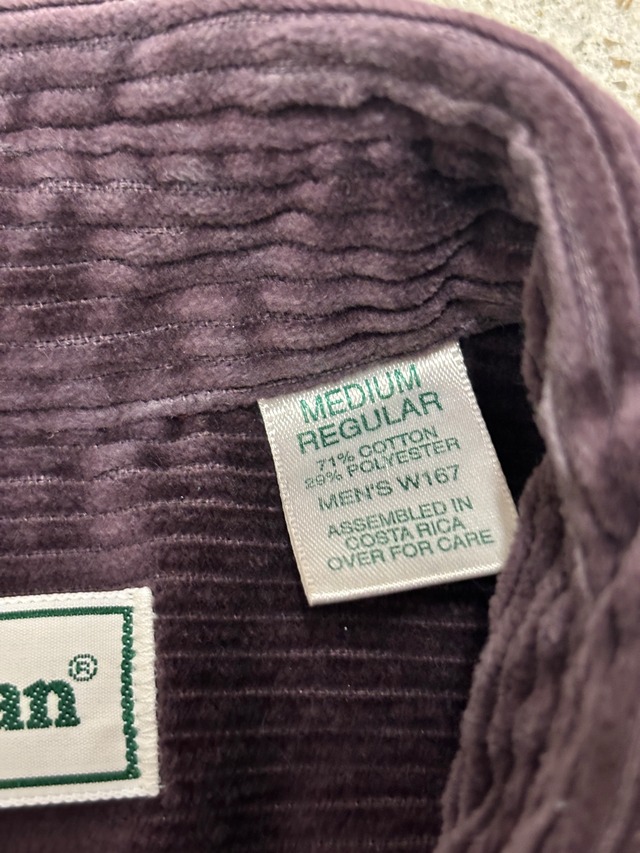 MEDIUM
REGULAR
71% COTTON
29% POLYESTER
MEN'S W167
ASSEMBLED IN
COSTA RICA
OVER FOR CARE
an®